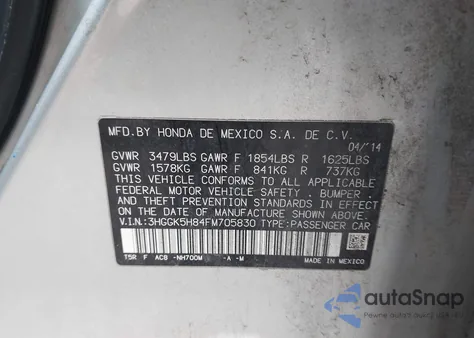 MFD.BY HONDA DE MEXICO S.A. DE C.V.
04/14
GVWR 3479LBS GAWR F 1854LBS R 1625LBS
GVWR 1578KG GAWR F 841KG R 737KG
THIS VEHICLE CONFORMS TO ALL APPLICABLE
FEDERAL MOTOR VEHICLE SAFETY , BUMPER ,
AND THEFT PREVENTION STANDARDS IN EFFECT
ON THE DATE OF MANUFACTURE SHOWN ABOVE.
V.I.N.:3HGGK5H84FM705830 TYPE:PASSENGER CAR
T5R F ACB -NH700M -A -M
MADE IN MEXICO
autoSnap